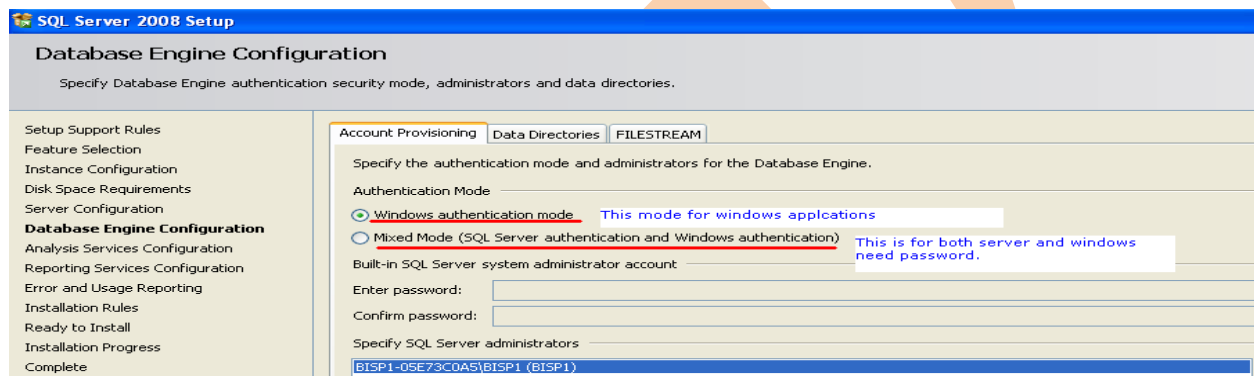 SQL Server 2008 Setup
Database Engine Configuration
Specify Database Engine authentication security mode, administrators and data directories.
Setup Support Rules
Feature Selection
Instance Configuration
Disk Space Requirements
Server Configuration
Database Engine Configuration
Analysis Services Configuration
Reporting Services Configuration
Error and Usage Reporting
Installation Rules
Ready to Install
Installation Progress
Complete
Account Provisioning Data Directories FILESTREAM
Specify the authentication mode and administrators for the Database Engine.
Authentication Mode
Windows authentication mode This mode for windows applcations
Mixed Mode (SQL Server authentication and Windows authentication)
This is for both server and windows
need password.
Built-in SQL Server system administrator account
Enter password:
Confirm password:
Specify SQL Server administrators
BISP1-05E73C0A5\BISP1 (BISP1)